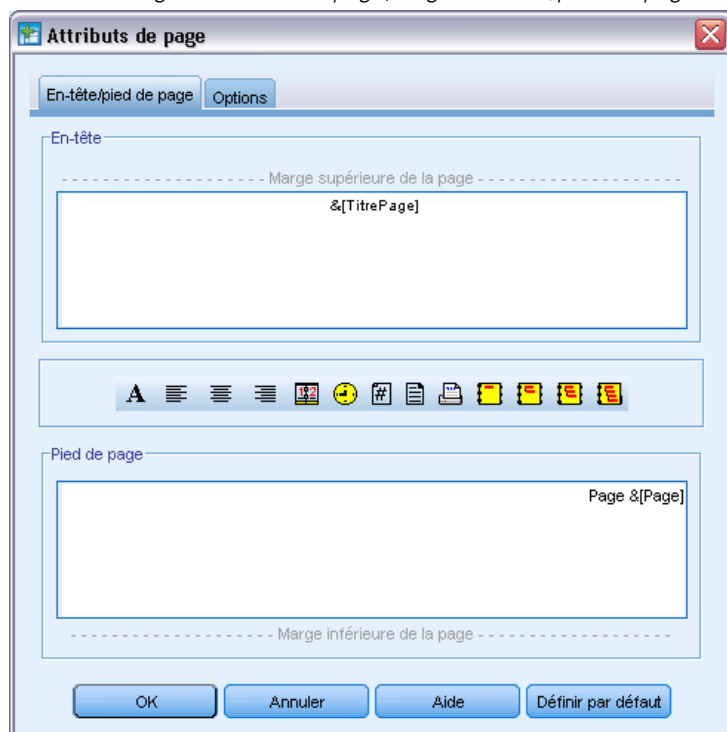 Attributs de page
En-tête/pied de page
Options
En-tête
Marge supérieure de la page
&[TitrePage]
A
Pied de page
Page &[Page]
Marge inférieure de la page
OK
Annuler
Aide
Définir par défaut